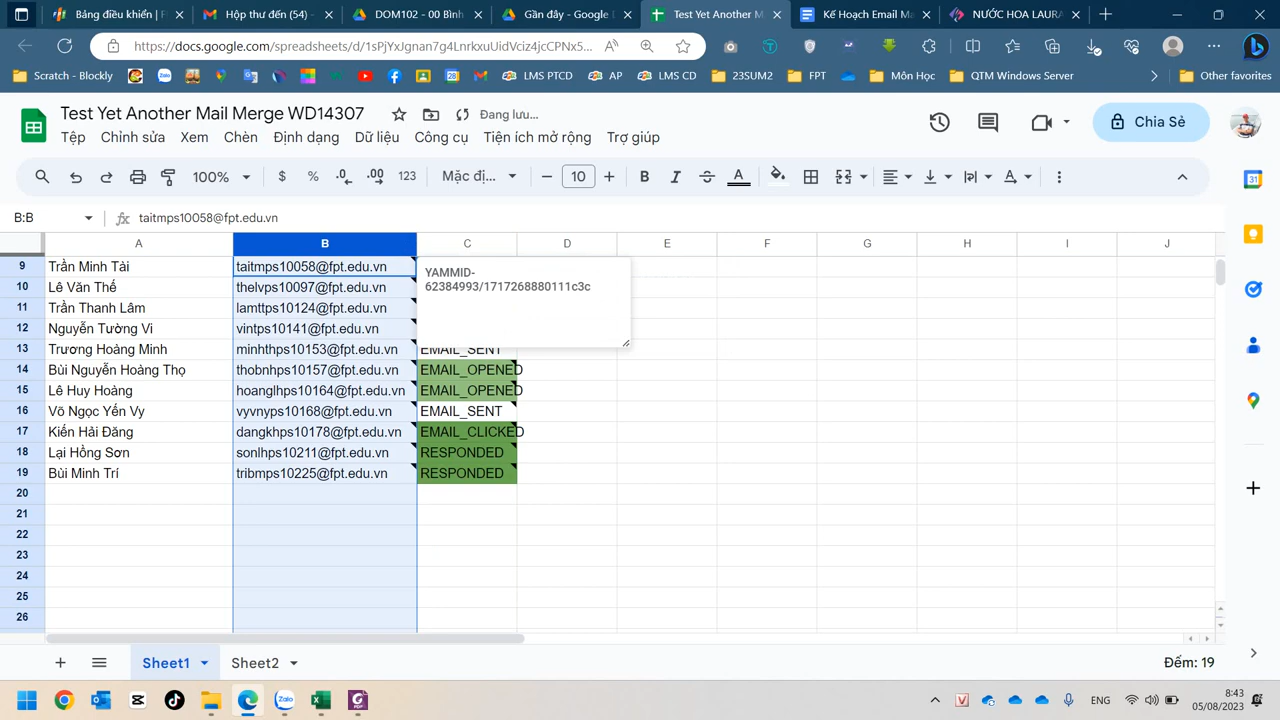 Bảng điều khiển | F
Hộp thư đến (54) -
DOM102 - 00 Bình
Gần đây - Google D
Test Yet Another M
Kế Hoạch Email Ma
NƯỚC HOA LAURA
https://docs.google.com/spreadsheets/d/1sPjYxJgnan7g4LnrkxuUidVciz4jcCPNx5...
Scratch - Blockly
LMS PTCD
AP
LMS CD
23SUM2
FPT
Môn Học
QTM Windows Server
Other favorites
Test Yet Another Mail Merge WD14307
Đang lưu...
Tệp Chỉnh sửa Xem Chèn Định dạng Dữ liệu Công cụ Tiện ích mở rộng Trợ giúp
Chia Sẻ
100% $ % .0 .00 123 Mặc đị... 10 B I A
B:B fx taitmps10058@fpt.edu.vn
A B C D E F G H I J
9 Trần Minh Tài taitmps10058@fpt.edu.vn
YAMMID-
62384993/1717268880111c3c
10 Lê Văn Thế thelvps10097@fpt.edu.vn
11 Trần Thanh Lâm lamttps10124@fpt.edu.vn
12 Nguyễn Tường Vi vintps10141@fpt.edu.vn
13 Trương Hoàng Minh minhthps10153@fpt.edu.vn EMAIL_SENT
14 Bùi Nguyễn Hoàng Thọ thobnhps10157@fpt.edu.vn EMAIL_OPENED
15 Lê Huy Hoàng hoanglhps10164@fpt.edu.vn EMAIL_OPENED
16 Võ Ngọc Yến Vy vyvnyps10168@fpt.edu.vn EMAIL_SENT
17 Kiến Hải Đăng dangkhps10178@fpt.edu.vn EMAIL_CLICKED
18 Lại Hồng Sơn sonlhps10211@fpt.edu.vn RESPONDED
19 Bùi Minh Trí tribmps10225@fpt.edu.vn RESPONDED
20
21
22
23
24
25
26
Sheet1 Sheet2 Đếm: 19
ENG
8:43
05/08/2023